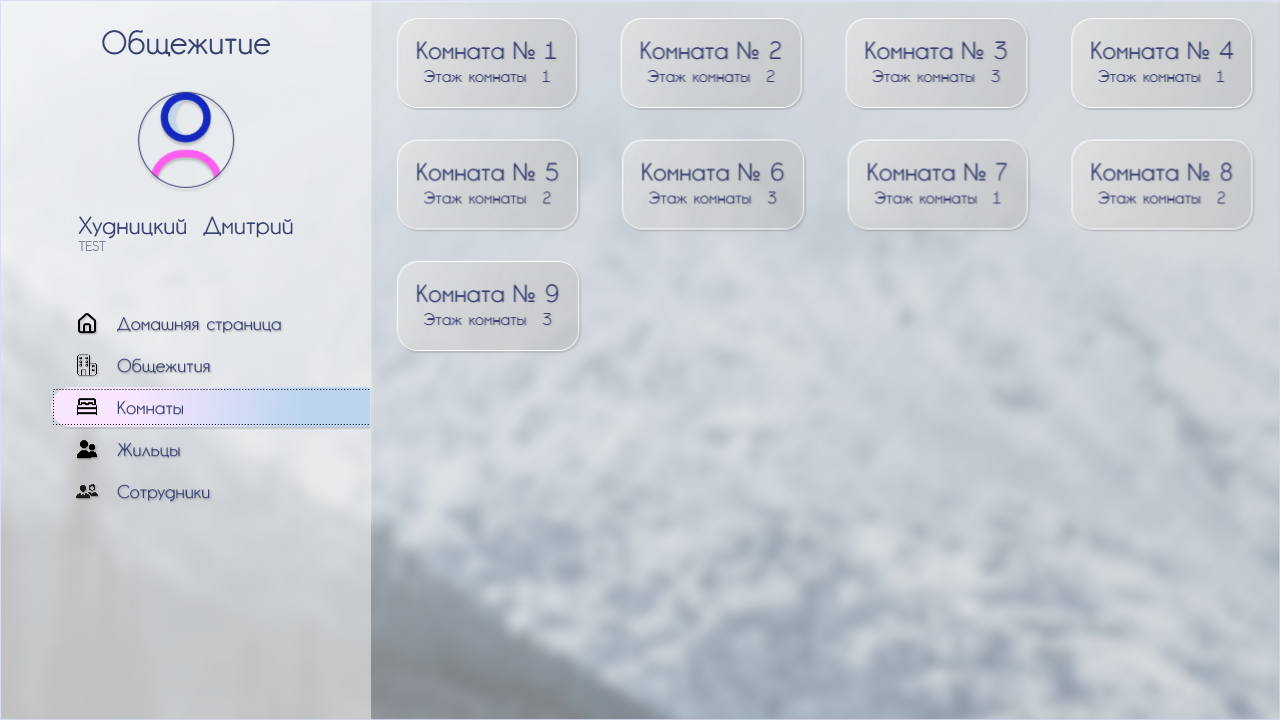 Общежитие
Худницкий Дмитрий
TEST
Домашняя страница
Общежития
Комнаты
Жильцы
Сотрудники
Комната № 1
Этаж комнаты 1
Комната № 2
Этаж комнаты 2
Комната № 3
Этаж комнаты 3
Комната № 4
Этаж комнаты 1
Комната № 5
Этаж комнаты 2
Комната № 6
Этаж комнаты 3
Комната № 7
Этаж комнаты 1
Комната № 8
Этаж комнаты 2
Комната № 9
Этаж комнаты 3